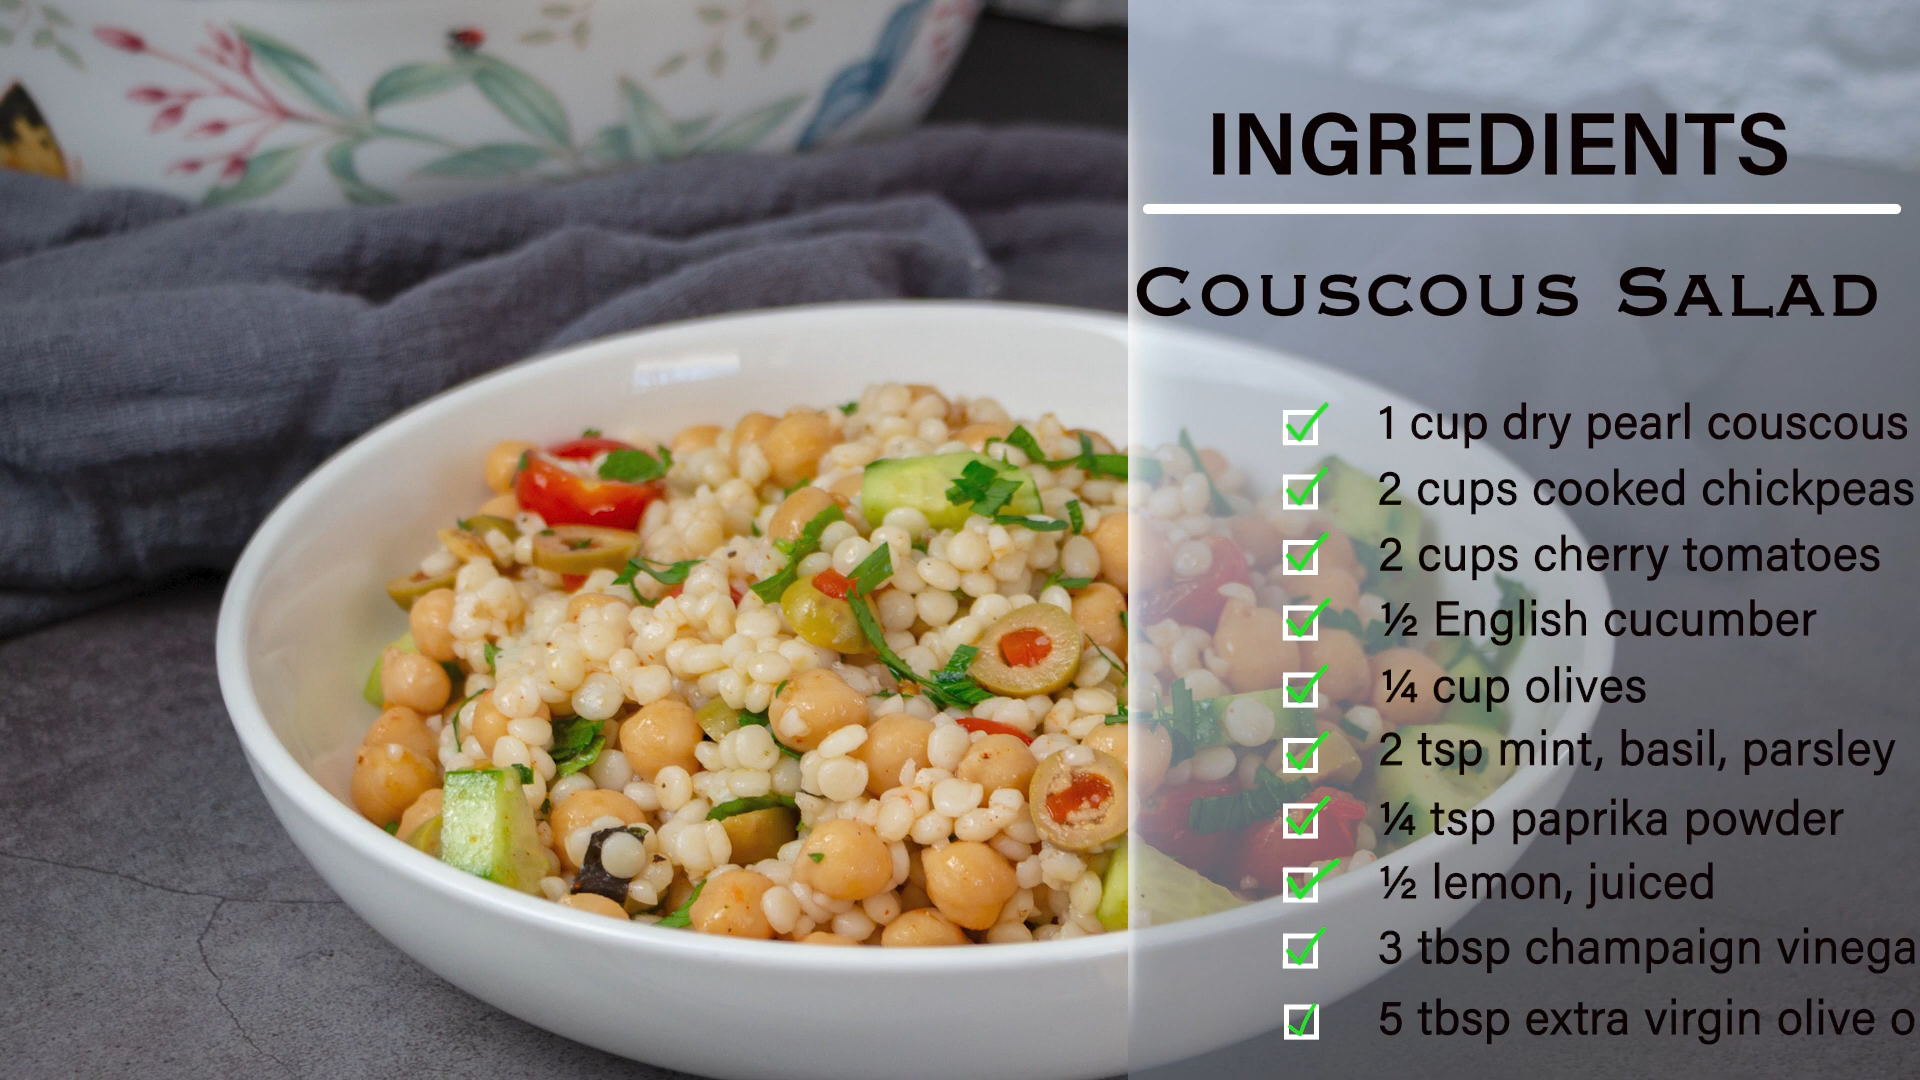 INGREDIENTS
COUSCOUS SALAD
1 cup dry pearl couscous
2 cups cooked chickpeas
2 cups cherry tomatoes
½ English cucumber
¼ cup olives
2 tsp mint, basil, parsley
¼ tsp paprika powder
½ lemon, juiced
3 tbsp champaign vinega
5 tbsp extra virgin olive o